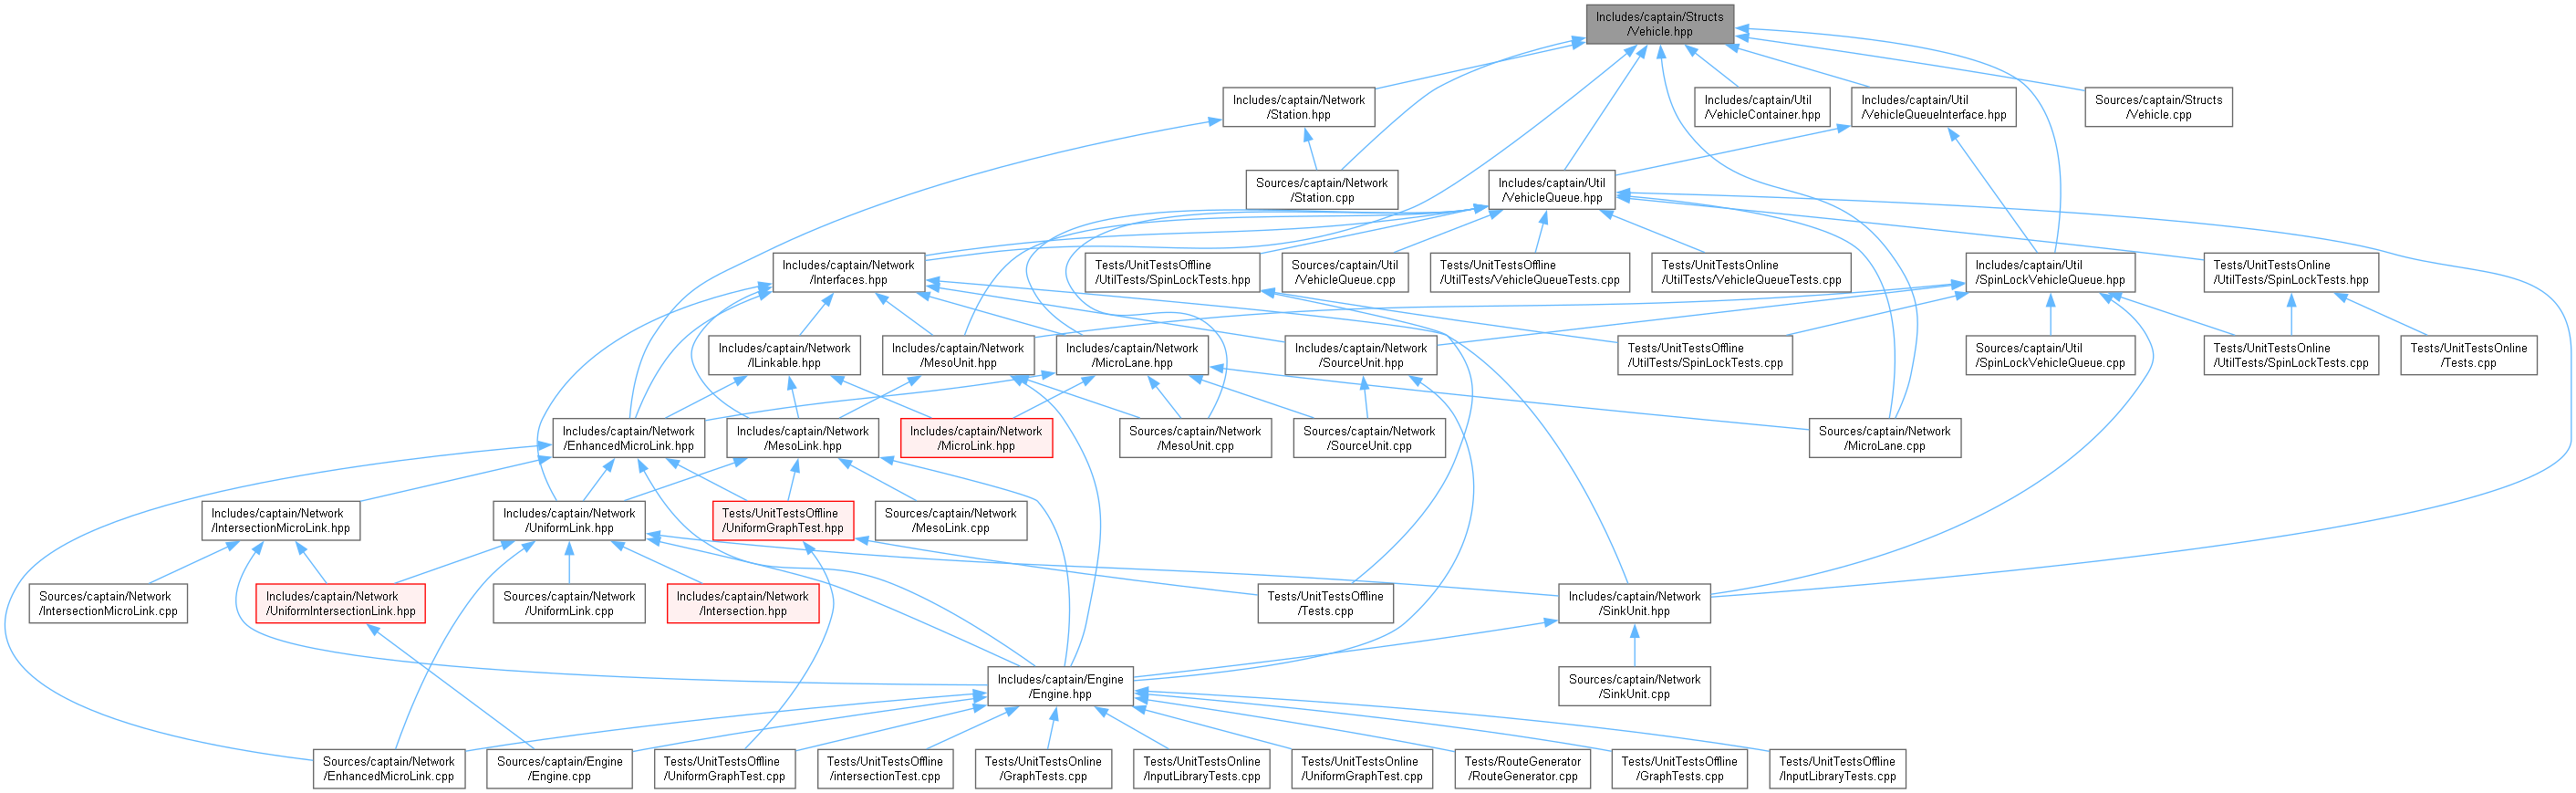 Includes/captain/Structs
/Vehicle.hpp
Includes/captain/Network
/Station.hpp
Includes/captain/Util
/VehicleContainer.hpp
Includes/captain/Util
/VehicleQueueInterface.hpp
Sources/captain/Structs
/Vehicle.cpp
Sources/captain/Network
/Station.cpp
Includes/captain/Util
/VehicleQueue.hpp
Includes/captain/Network
/Interfaces.hpp
Tests/UnitTestsOffline
/UtilTests/SpinLockTests.hpp
Sources/captain/Util
/VehicleQueue.cpp
Tests/UnitTestsOffline
/UtilTests/VehicleQueueTests.cpp
Tests/UnitTestsOnline
/UtilTests/VehicleQueueTests.cpp
Includes/captain/Util
/SpinLockVehicleQueue.hpp
Tests/UnitTestsOnline
/UtilTests/SpinLockTests.hpp
Includes/captain/Network
/ILinkable.hpp
Includes/captain/Network
/MesoUnit.hpp
Includes/captain/Network
/MicroLane.hpp
Includes/captain/Network
/SourceUnit.hpp
Tests/UnitTestsOffline
/UtilTests/SpinLockTests.cpp
Sources/captain/Util
/SpinLockVehicleQueue.cpp
Tests/UnitTestsOnline
/UtilTests/SpinLockTests.cpp
Tests/UnitTestsOnline
/Tests.cpp
Includes/captain/Network
/EnhancedMicroLink.hpp
Includes/captain/Network
/MesoLink.hpp
Includes/captain/Network
/MicroLink.hpp
Sources/captain/Network
/MesoUnit.cpp
Sources/captain/Network
/SourceUnit.cpp
Sources/captain/Network
/MicroLane.cpp
Includes/captain/Network
/IntersectionMicroLink.hpp
Includes/captain/Network
/UniformLink.hpp
Tests/UnitTestsOffline
/UniformGraphTest.hpp
Sources/captain/Network
/MesoLink.cpp
Sources/captain/Network
/IntersectionMicroLink.cpp
Includes/captain/Network
/UniformIntersectionLink.hpp
Sources/captain/Network
/UniformLink.cpp
Includes/captain/Network
/Intersection.hpp
Tests/UnitTestsOffline
/Tests.cpp
Includes/captain/Network
/SinkUnit.hpp
Includes/captain/Engine
/Engine.hpp
Sources/captain/Network
/SinkUnit.cpp
Sources/captain/Network
/EnhancedMicroLink.cpp
Sources/captain/Engine
/Engine.cpp
Tests/UnitTestsOffline
/UniformGraphTest.cpp
Tests/UnitTestsOffline
/intersectionTest.cpp
Tests/UnitTestsOnline
/GraphTests.cpp
Tests/UnitTestsOnline
/InputLibraryTests.cpp
Tests/UnitTestsOnline
/UniformGraphTest.cpp
Tests/RouteGenerator
/RouteGenerator.cpp
Tests/UnitTestsOffline
/GraphTests.cpp
Tests/UnitTestsOffline
/InputLibraryTests.cpp